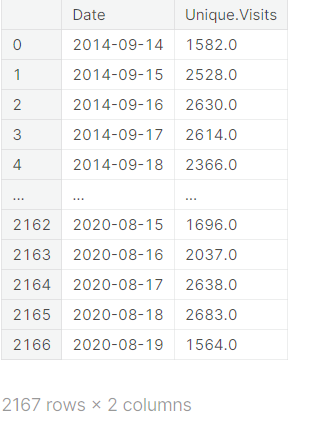 Date Unique.Visits
0 2014-09-14 1582.0
1 2014-09-15 2528.0
2 2014-09-16 2630.0
3 2014-09-17 2614.0
4 2014-09-18 2366.0
... ... ...
2162 2020-08-15 1696.0
2163 2020-08-16 2037.0
2164 2020-08-17 2638.0
2165 2020-08-18 2683.0
2166 2020-08-19 1564.0
2167 rows × 2 columns